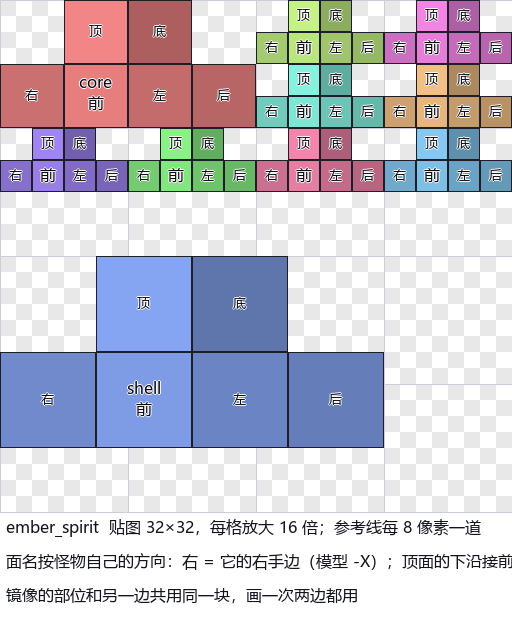 顶 底 顶 底 顶 底
右 前 左 后 右 前 左 后
顶 底 顶 底
右 core 左 后
前
右 前 左 后 右 前 左 后
顶 底 顶 底 顶 底 顶 底
右 前 左 后 右 前 左 后 右 前 左 后 右 前 左 后
顶 底
右 shell 左 后
前
ember_spirit 贴图 32×32，每格放大 16 倍；参考线每 8 像素一道
面名按怪物自己的方向：右 = 它的右手边（模型 -X）；顶面的下沿接前
镜像的部位和另一边共用同一块，画一次两边都用